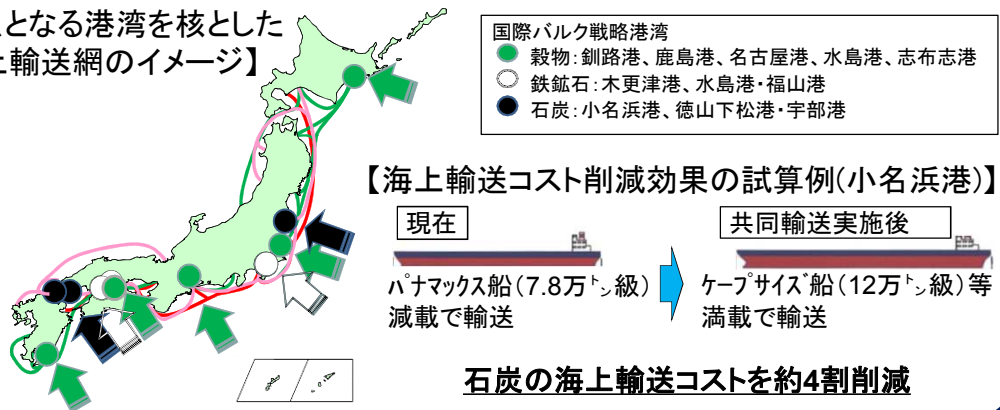 となる港湾を核とした
輸送網のイメージ】
国際バルク戦略港湾
穀物:釧路港、鹿島港、名古屋港、水島港、志布志港
鉄鉱石:木更津港、水島港・福山港
石炭:小名浜港、徳山下松港・宇部港
【海上輸送コスト削減効果の試算例(小名浜港)】
現在
共同輸送実施後
パナマックス船(7.8万㌧級)
減載で輸送
ケープサイズ船(12万㌧級)等
満載で輸送
石炭の海上輸送コストを約4割削減